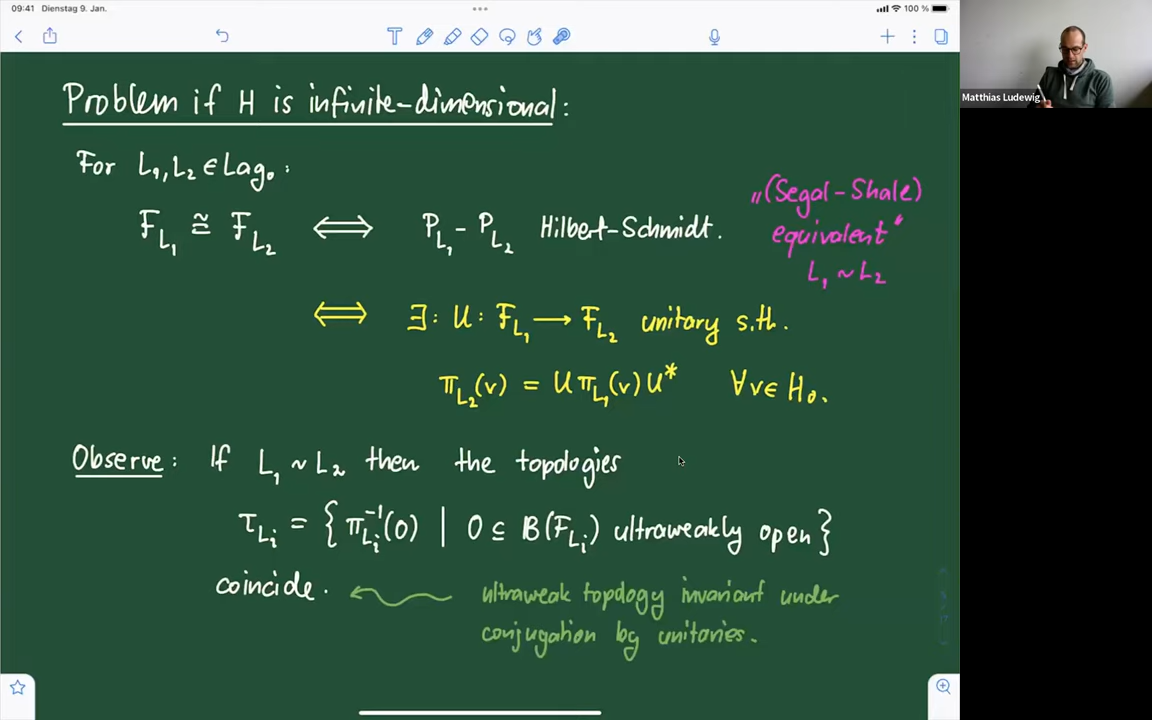 09:41 Dienstag 9. Jan.
100 %
Matthias Ludewig
Problem if H is infinite-dimensional:
For L₁, L₂ ∈ Lag₀:
F_L₁ ≅ F_L₂ ⟺ P_L₁ - P_L₂ Hilbert-Schmidt.
„(Segal-Shale)
equivalent"
L₁ ~ L₂
⟺ ∃: U: F_L₁ ⟶ F_L₂ unitary s.th.
π_L₂(v) = U π_L₁(v) U* ∀v ∈ H₀.
Observe: If L₁ ~ L₂ then the topologies
τ_Lᵢ = { π_Lᵢ⁻¹(O) | O ⊆ B(F_Lᵢ) ultraweakly open }
coincide.
ultraweak topology invariant under
conjugation by unitaries.